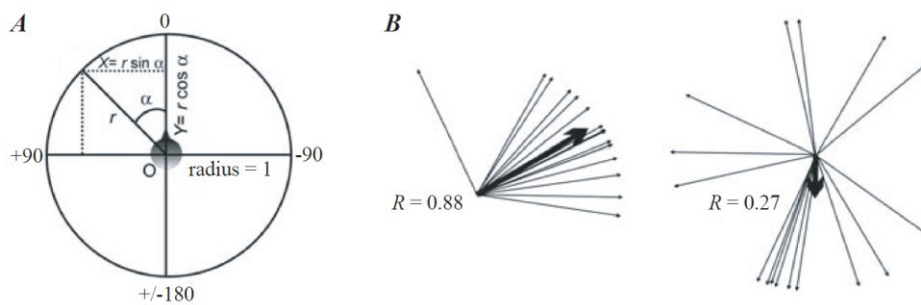 A
0
X= r sin α
Y= r cos α
α
r
+90
-90
O
radius = 1
+/-180
B
R = 0.88
R = 0.27